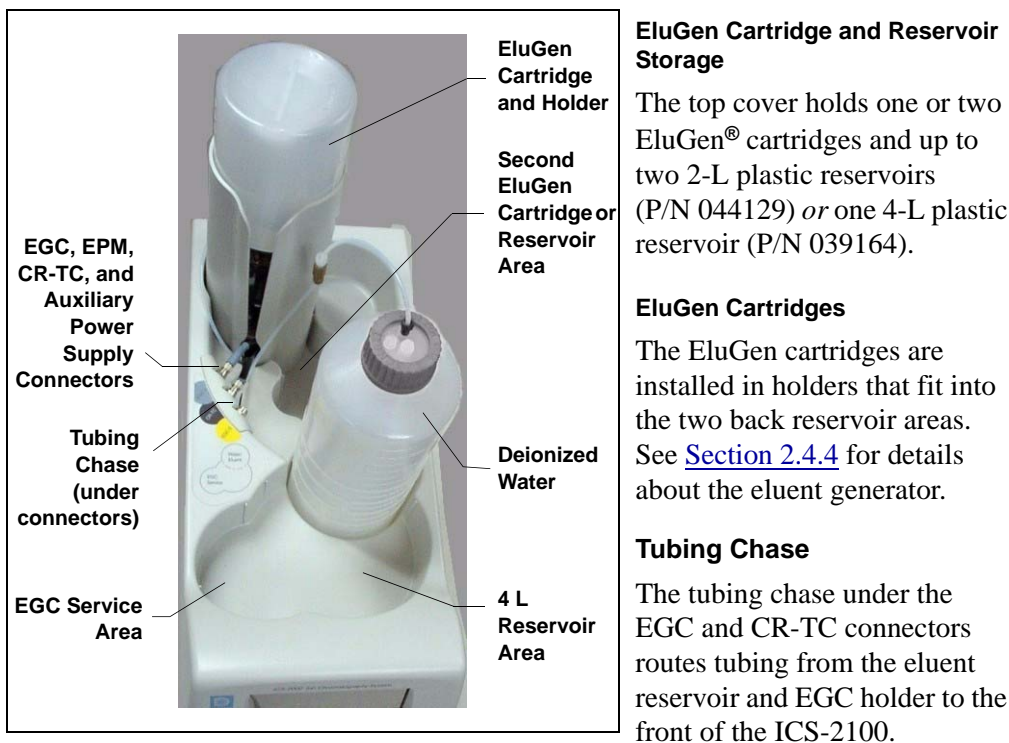 EluGen
Cartridge
and Holder
Second
EluGen
Cartridge or
Reservoir
Area
EGC, EPM,
CR-TC, and
Auxiliary
Power
Supply
Connectors
Tubing
Chase
(under
connectors)
Deionized
Water
EGC Service
Area
4 L
Reservoir
Area
EluGen Cartridge and Reservoir
Storage
The top cover holds one or two
EluGen® cartridges and up to
two 2-L plastic reservoirs
(P/N 044129) or one 4-L plastic
reservoir (P/N 039164).
EluGen Cartridges
The EluGen cartridges are
installed in holders that fit into
the two back reservoir areas.
See Section 2.4.4 for details
about the eluent generator.
Tubing Chase
The tubing chase under the
EGC and CR-TC connectors
routes tubing from the eluent
reservoir and EGC holder to the
front of the ICS-2100.